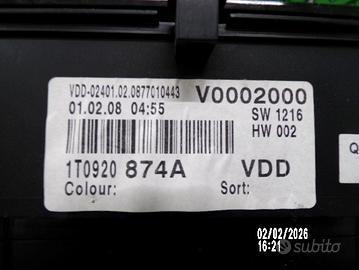 VDD-02401.02.0877010443
V0002000
01.02.08 04:55
SW 1216
HW 002
1T0920 874A
VDD
Colour:
Sort:
Q
02/02/2026
16:21
subito